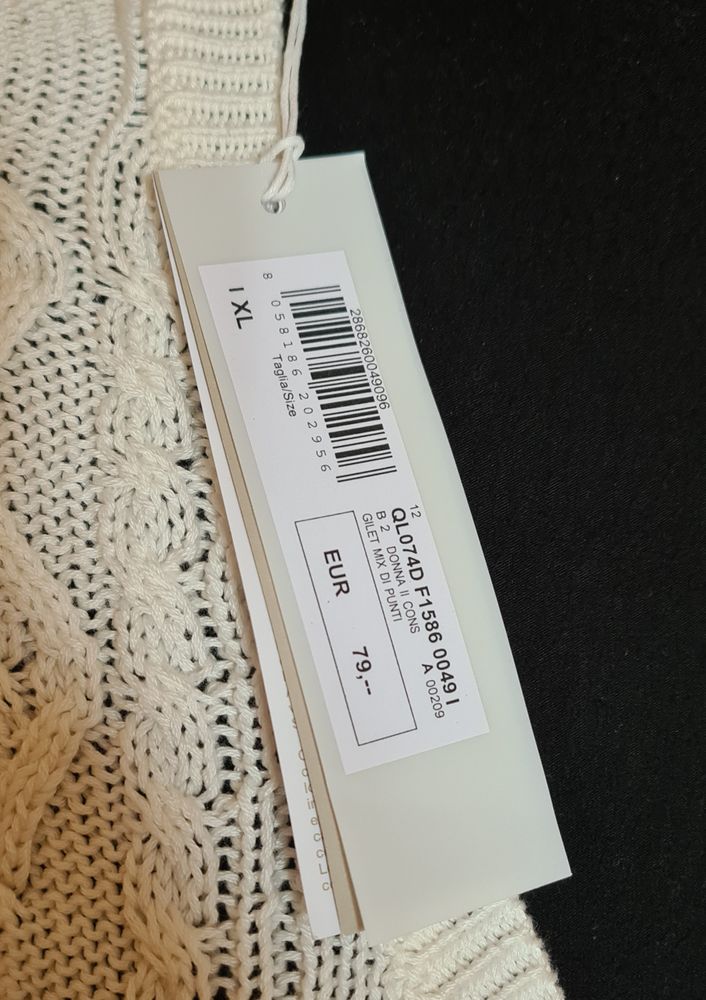 2868260049096
8 058186 202956
Taglia/Size
I XL
12
QL074D F1586 0049 I
B 2 DONNA II CONS A 00209
GILET MIX DI PUNTI
EUR 79,--